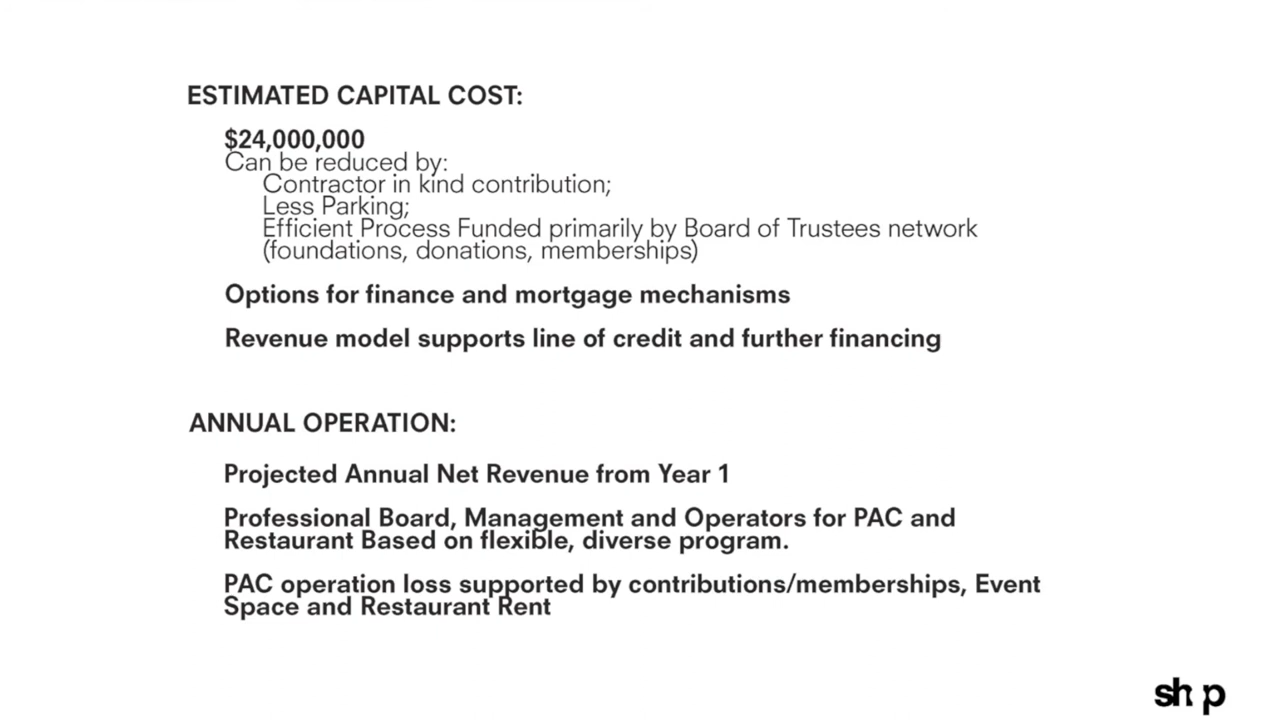 ESTIMATED CAPITAL COST:
$24,000,000
Can be reduced by:
Contractor in kind contribution;
Less Parking;
Efficient Process Funded primarily by Board of Trustees network
(foundations, donations, memberships)
Options for finance and mortgage mechanisms
Revenue model supports line of credit and further financing
ANNUAL OPERATION:
Projected Annual Net Revenue from Year 1
Professional Board, Management and Operators for PAC and
Restaurant Based on flexible, diverse program.
PAC operation loss supported by contributions/memberships, Event
Space and Restaurant Rent
shop